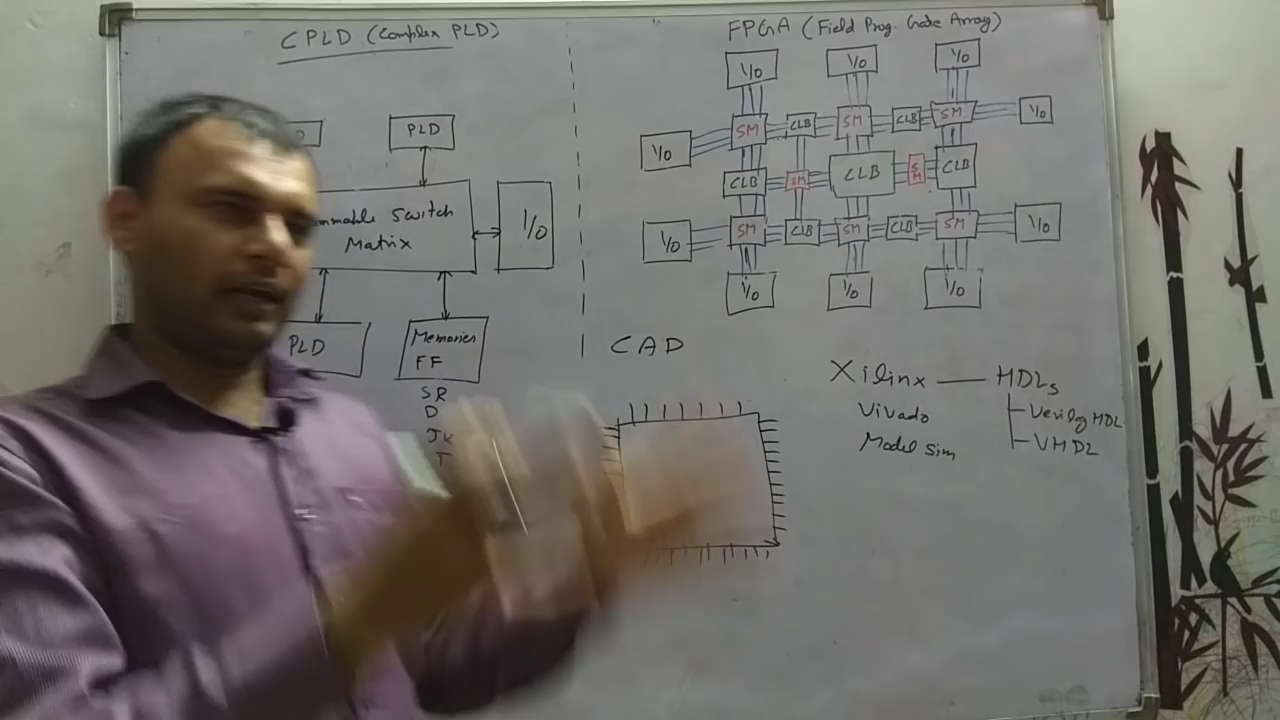 CPLD (Complex PLD)
PLD
mmable Switch
Matrix
I/O
PLD
Memories
FF
SR
D
JK
T
FPGA (Field Prog. Gate Array)
I/O
I/O
I/O
SM
CLB
SM
CLB
SM
I/O
I/O
CLB
SM
CLB
SM
CLB
I/O
SM
CLB
SM
CLB
SM
I/O
I/O
I/O
I/O
CAD
Xilinx — HDLs
Vivado
Verilog HDL
Model Sim
VHDL